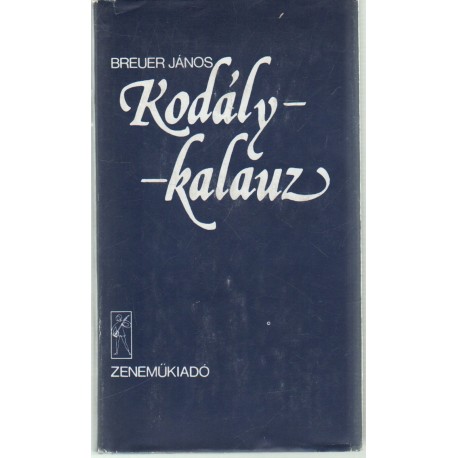 BREUER JÁNOS
Kodály–
–kalauz
ZENEMŰKIADÓ